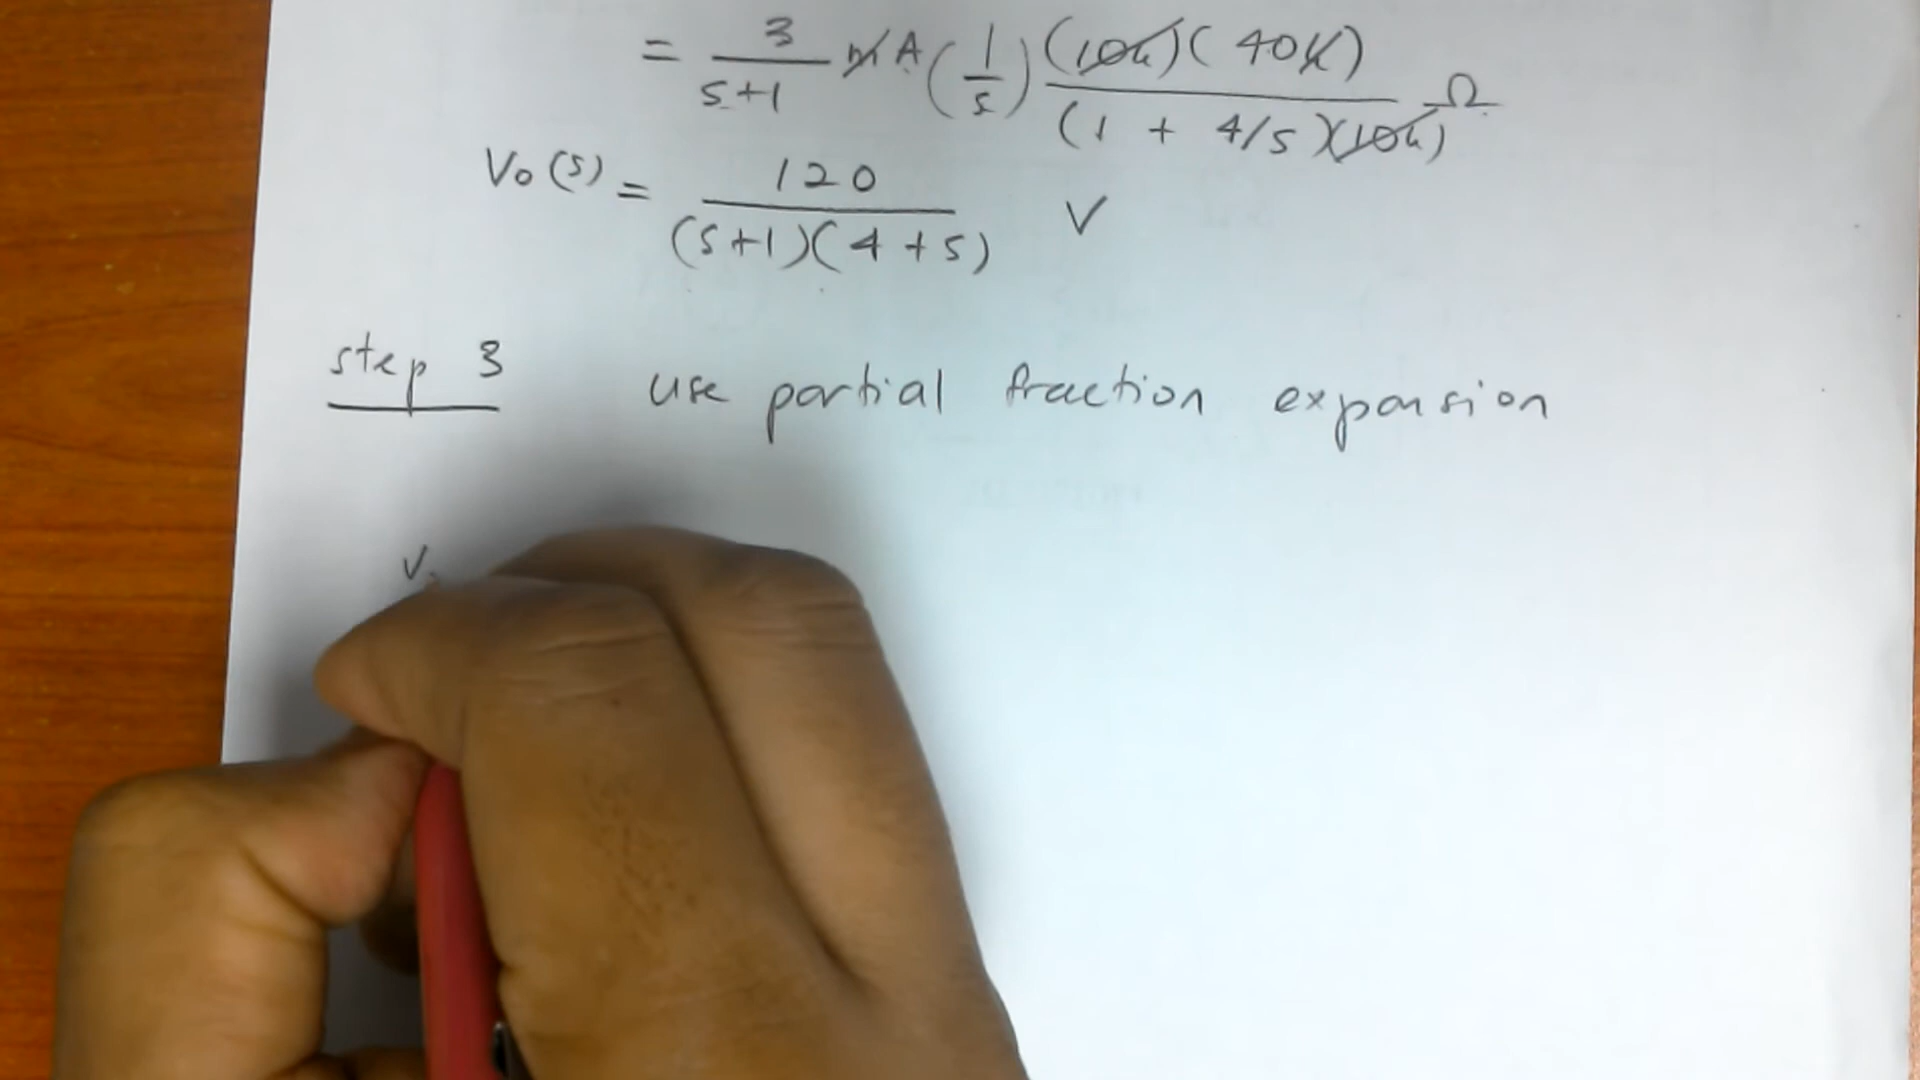 = 3/(s+1) mA (1/s) (10k)(40k)/((1 + 4/s)(10k)) Ω
Vo(s) = 120/((s+1)(4+s)) V
step 3 use partial fraction expansion
V